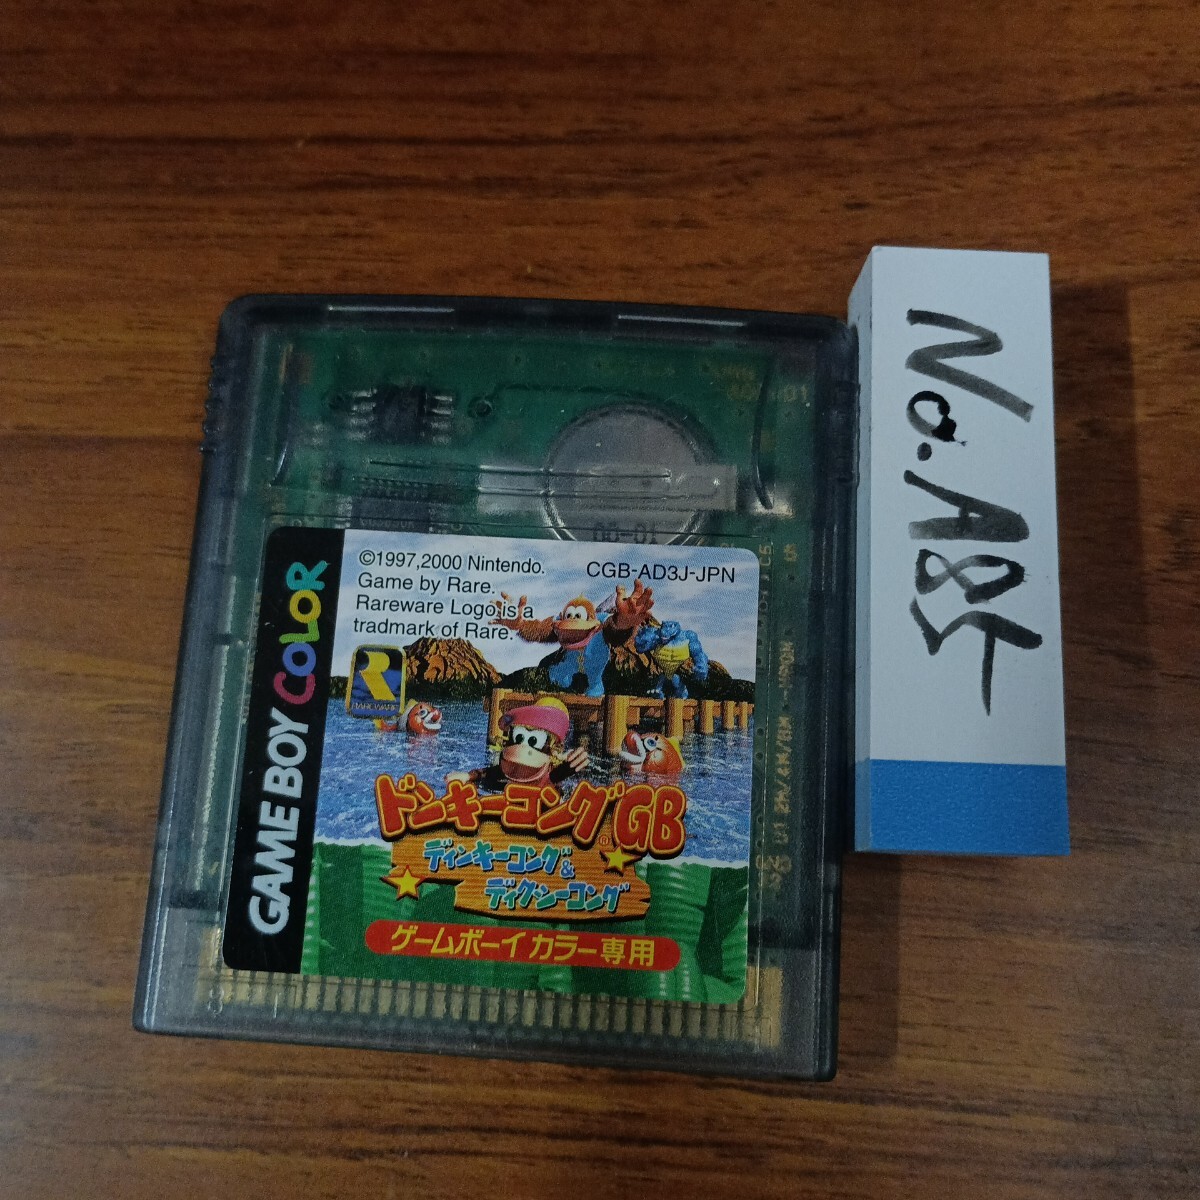 ©1997,2000 Nintendo.
Game by Rare.
Rareware Logo is a
trademark of Rare.
CGB-AD3J-JPN
RAREWARE
GAME BOY COLOR
ドンキーコングGB
ディンキーコング&
ディクシーコング
ゲームボーイカラー専用
No.A85